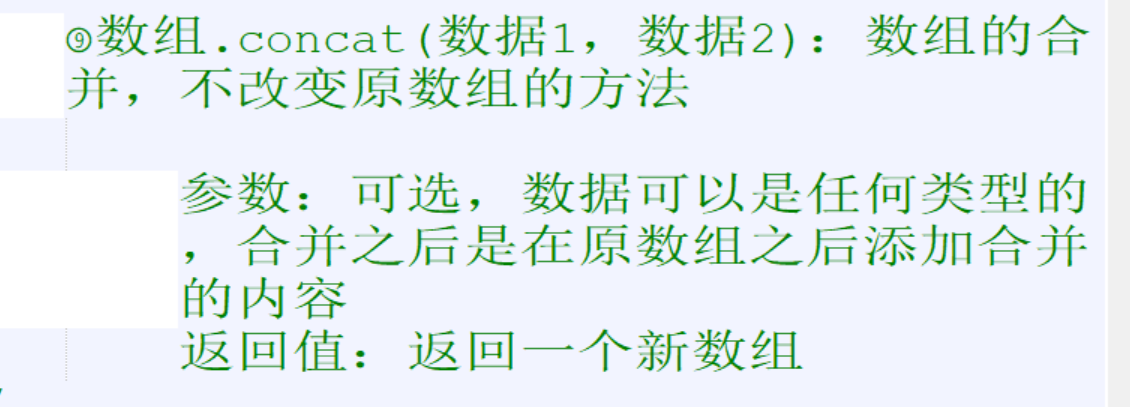 ⑨数组.concat(数据1，数据2)：数组的合
并，不改变原数组的方法
参数：可选，数据可以是任何类型的
，合并之后是在原数组之后添加合并
的内容
返回值：返回一个新数组